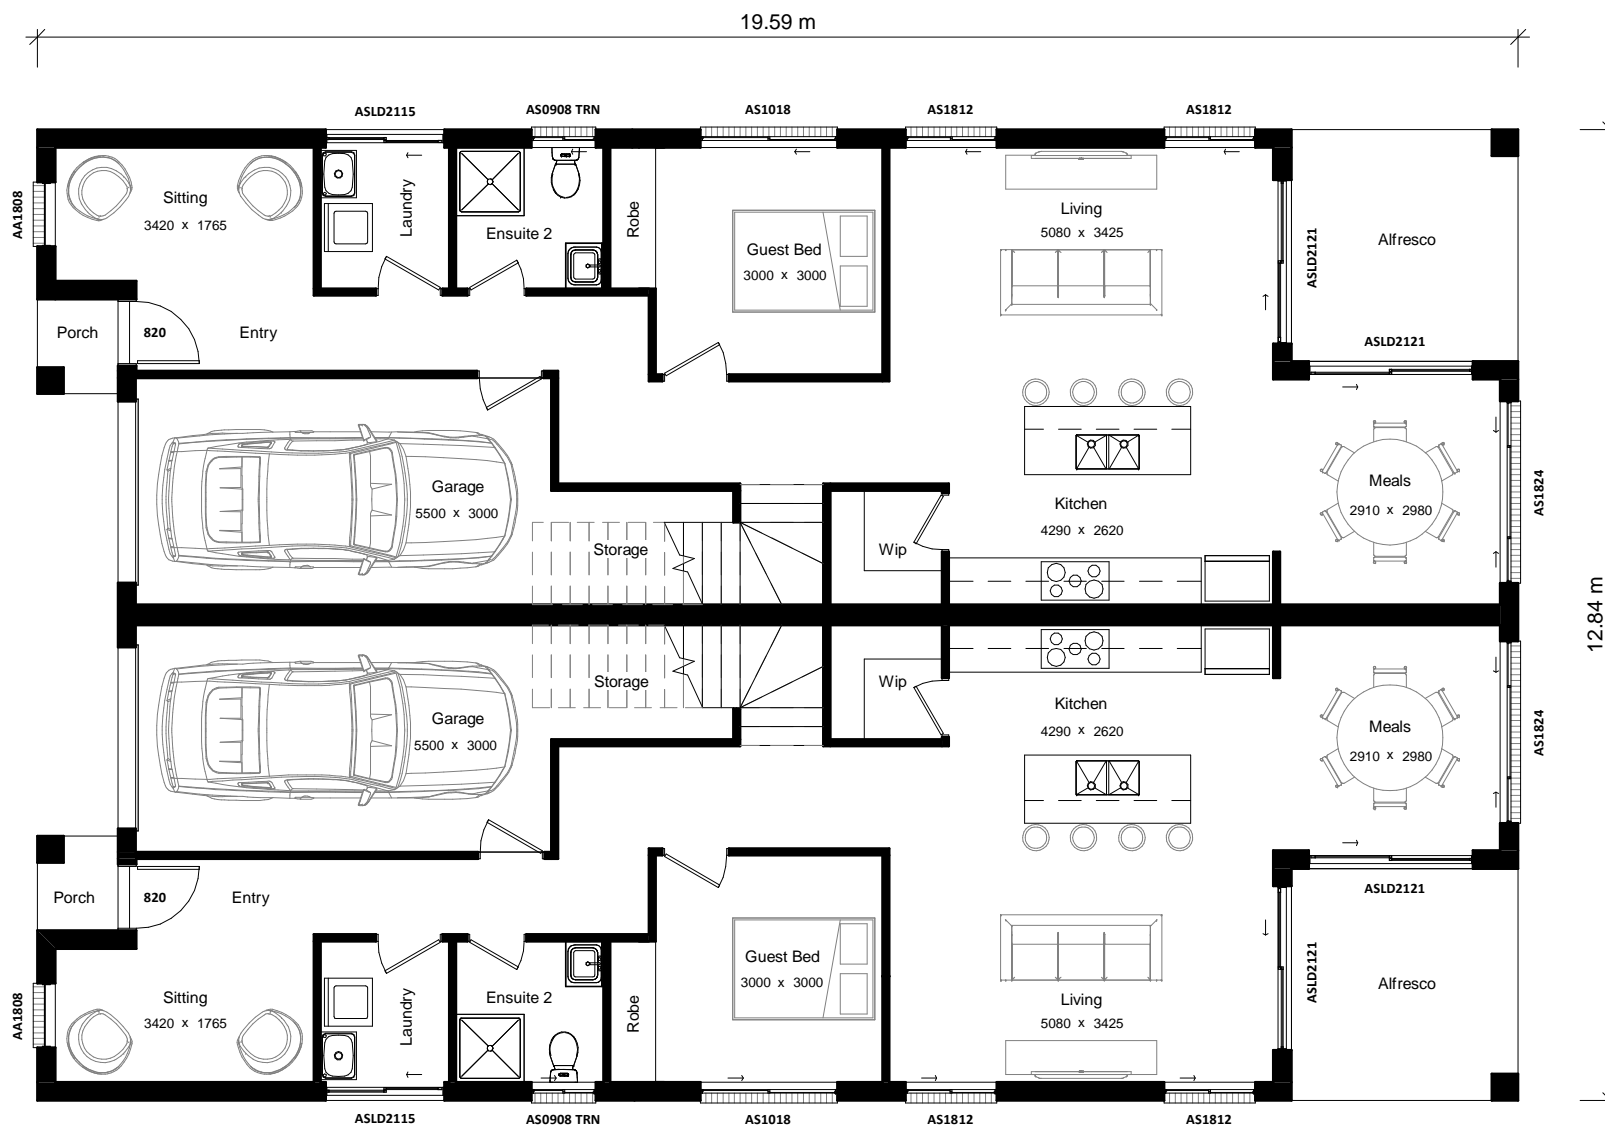 19.59 m
ASLD2115
AS0908 TRN
AS1018
AS1812
AS1812
AA1808
Sitting
3420 x 1765
Laundry
Ensuite 2
Robe
Guest Bed
3000 x 3000
Living
5080 x 3425
ASLD2121
Alfresco
Porch
820
Entry
ASLD2121
Garage
5500 x 3000
Storage
Wip
Kitchen
4290 x 2620
Meals
2910 x 2980
AS1824
12.84 m
Garage
5500 x 3000
Storage
Wip
Kitchen
4290 x 2620
Meals
2910 x 2980
AS1824
Porch
820
Entry
ASLD2121
AA1808
Sitting
3420 x 1765
Laundry
Ensuite 2
Robe
Guest Bed
3000 x 3000
Living
5080 x 3425
ASLD2121
Alfresco
ASLD2115
AS0908 TRN
AS1018
AS1812
AS1812